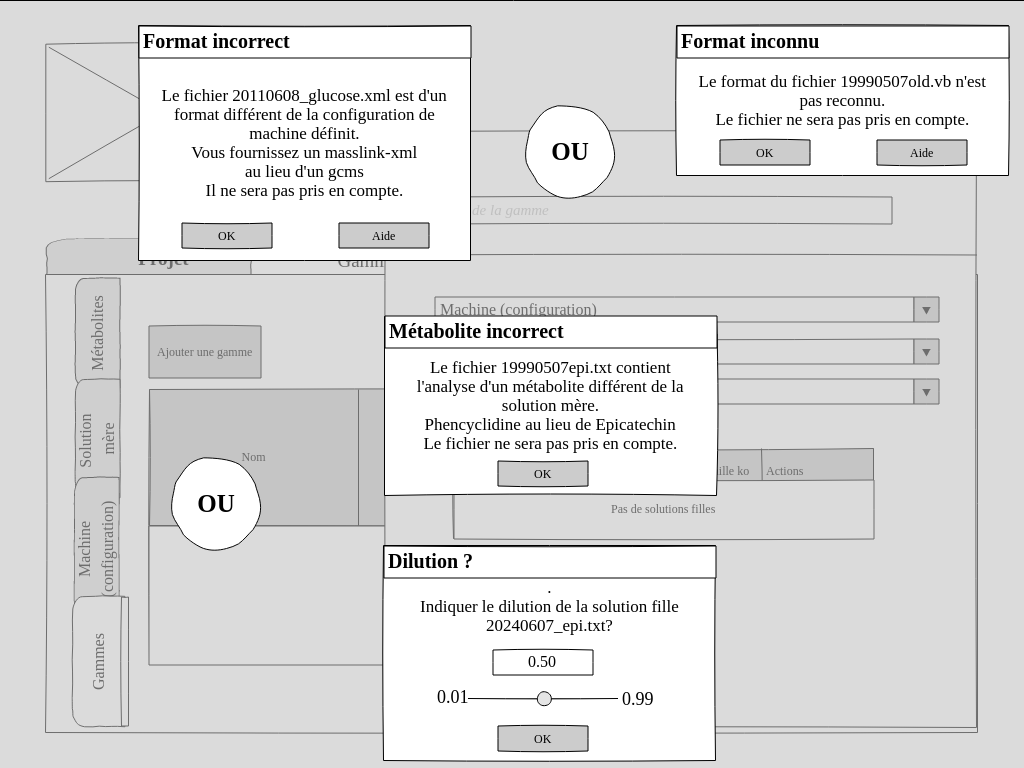 Format incorrect
Le fichier 20110608_glucose.xml est d'un
format différent de la configuration de
machine définit.
Vous fournissez un masslink-xml
au lieu d'un gcms
Il ne sera pas pris en compte.
OK
Aide
OU
Format inconnu
Le format du fichier 19990507old.vb n'est
pas reconnu.
Le fichier ne sera pas pris en compte.
OK
Aide
de la gamme
Projet
Gamm
Métabolites
Solution
mère
Machine
(configuration)
Gammes
Ajouter une gamme
Nom
OU
Machine (configuration)
Métabolite incorrect
Le fichier 19990507epi.txt contient
l'analyse d'un métabolite différent de la
solution mère.
Phencyclidine au lieu de Epicatechin
Le fichier ne sera pas pris en compte.
OK
ille ko
Actions
Pas de solutions filles
Dilution ?
.
Indiquer le dilution de la solution fille
20240607_epi.txt?
0.50
0.01
0.99
OK